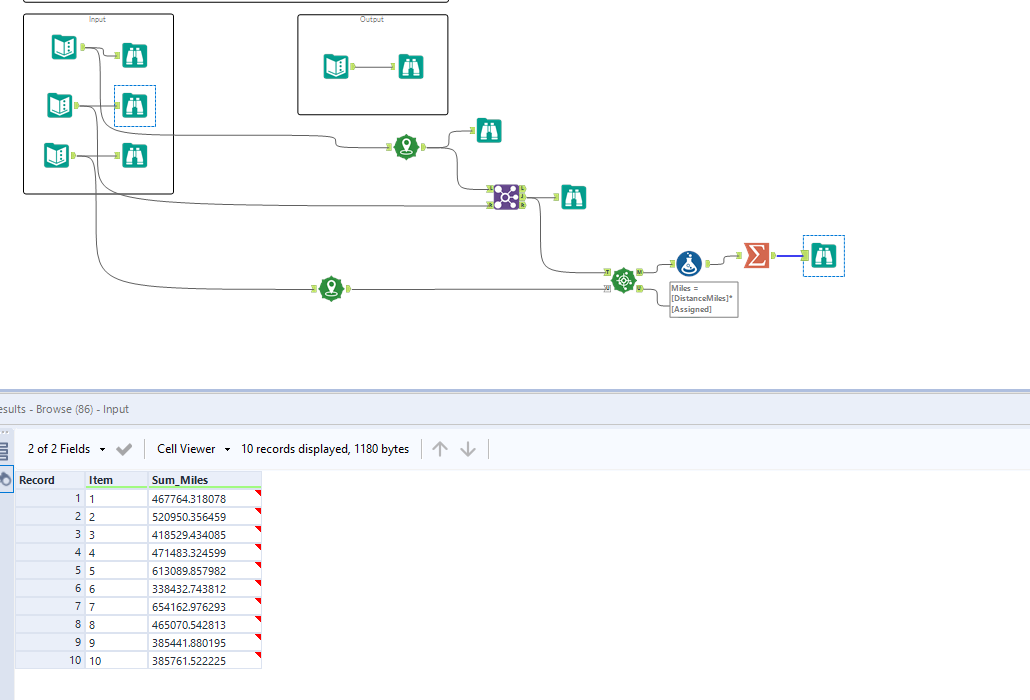 Input
Output
L
L
J
R
R
T
M
U
U
Miles =
[DistanceMiles]*
[Assigned]
esults - Browse (86) - Input
2 of 2 Fields
Cell Viewer
10 records displayed, 1180 bytes
Record Item Sum_Miles
1 1 467764.318078
2 2 520950.356459
3 3 418529.434085
4 4 471483.324599
5 5 613089.857982
6 6 338432.743812
7 7 654162.976293
8 8 465070.542813
9 9 385441.880195
10 10 385761.522225